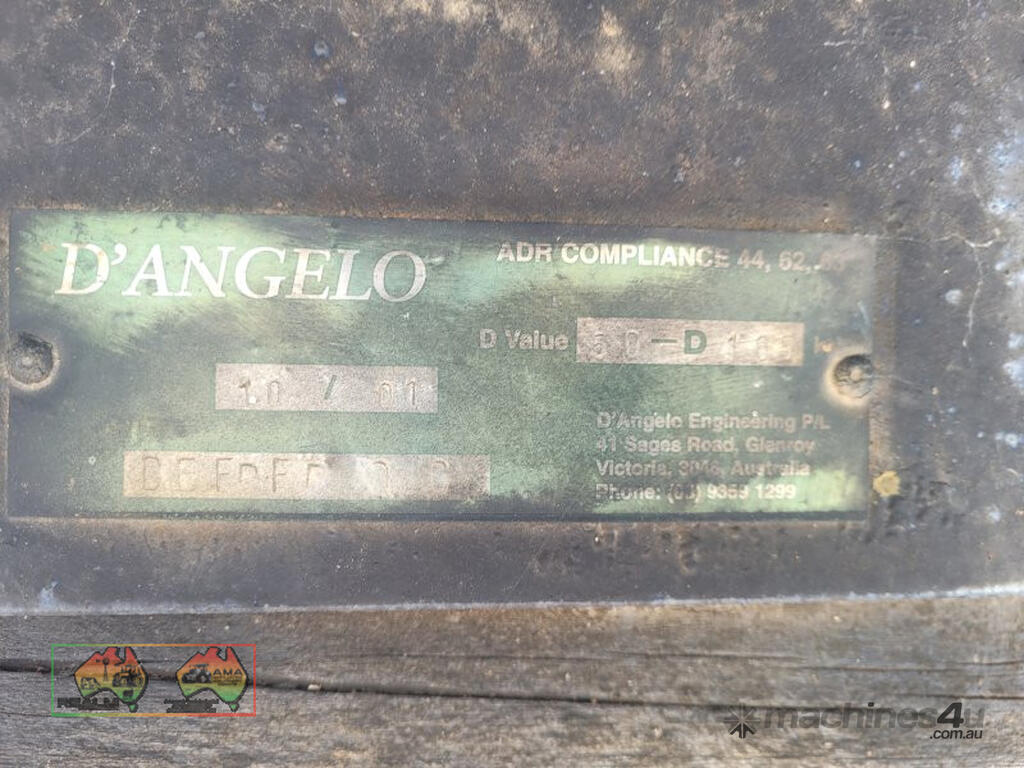 D'ANGELO
ADR COMPLIANCE 44, 62,
D Value
10 / 01
D'Angelo Engineering P/L
41 Sages Road, Glenroy
Victoria, 3046, Australia
Phone: (03) 9359 1299
AMA
machines4u
.com.au